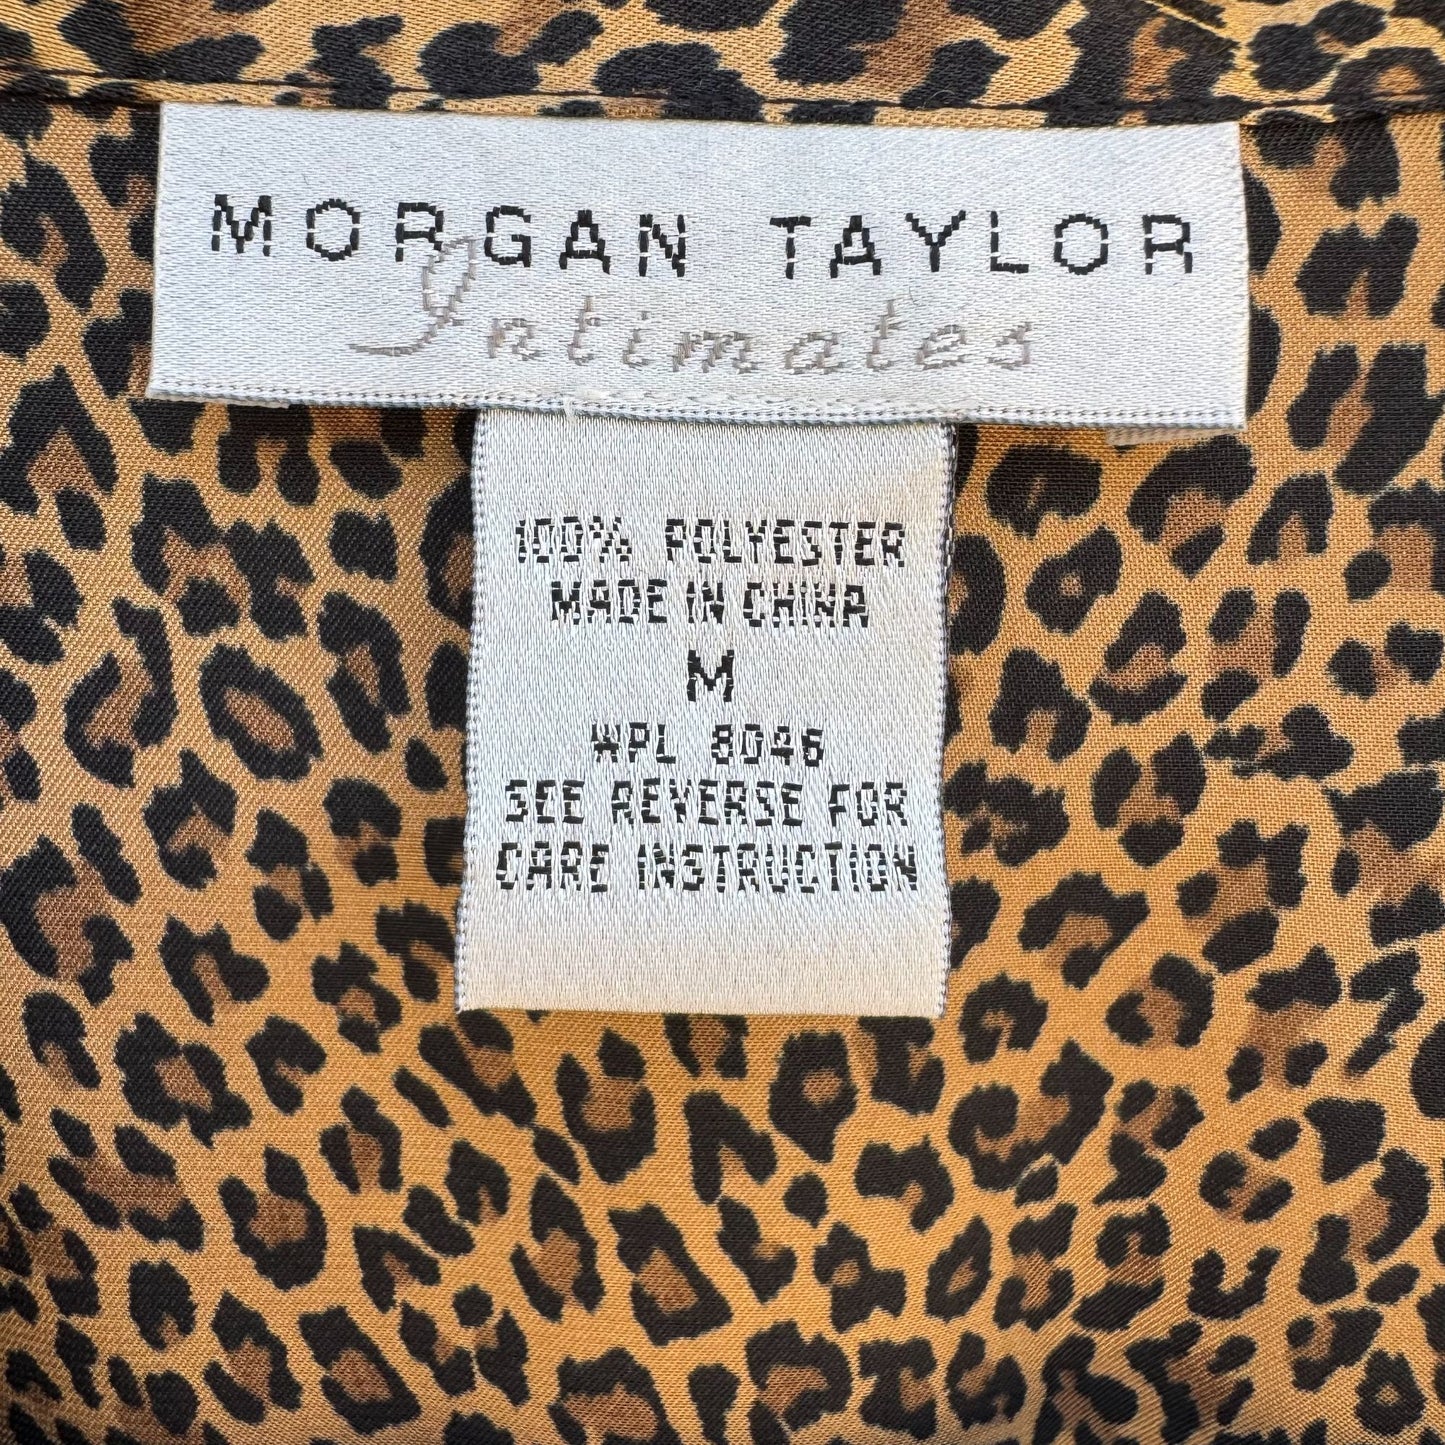 MORGAN TAYLOR
Intimates
100% POLYESTER
MADE IN CHINA
M
WPL 8046
SEE REVERSE FOR
CARE INSTRUCTION